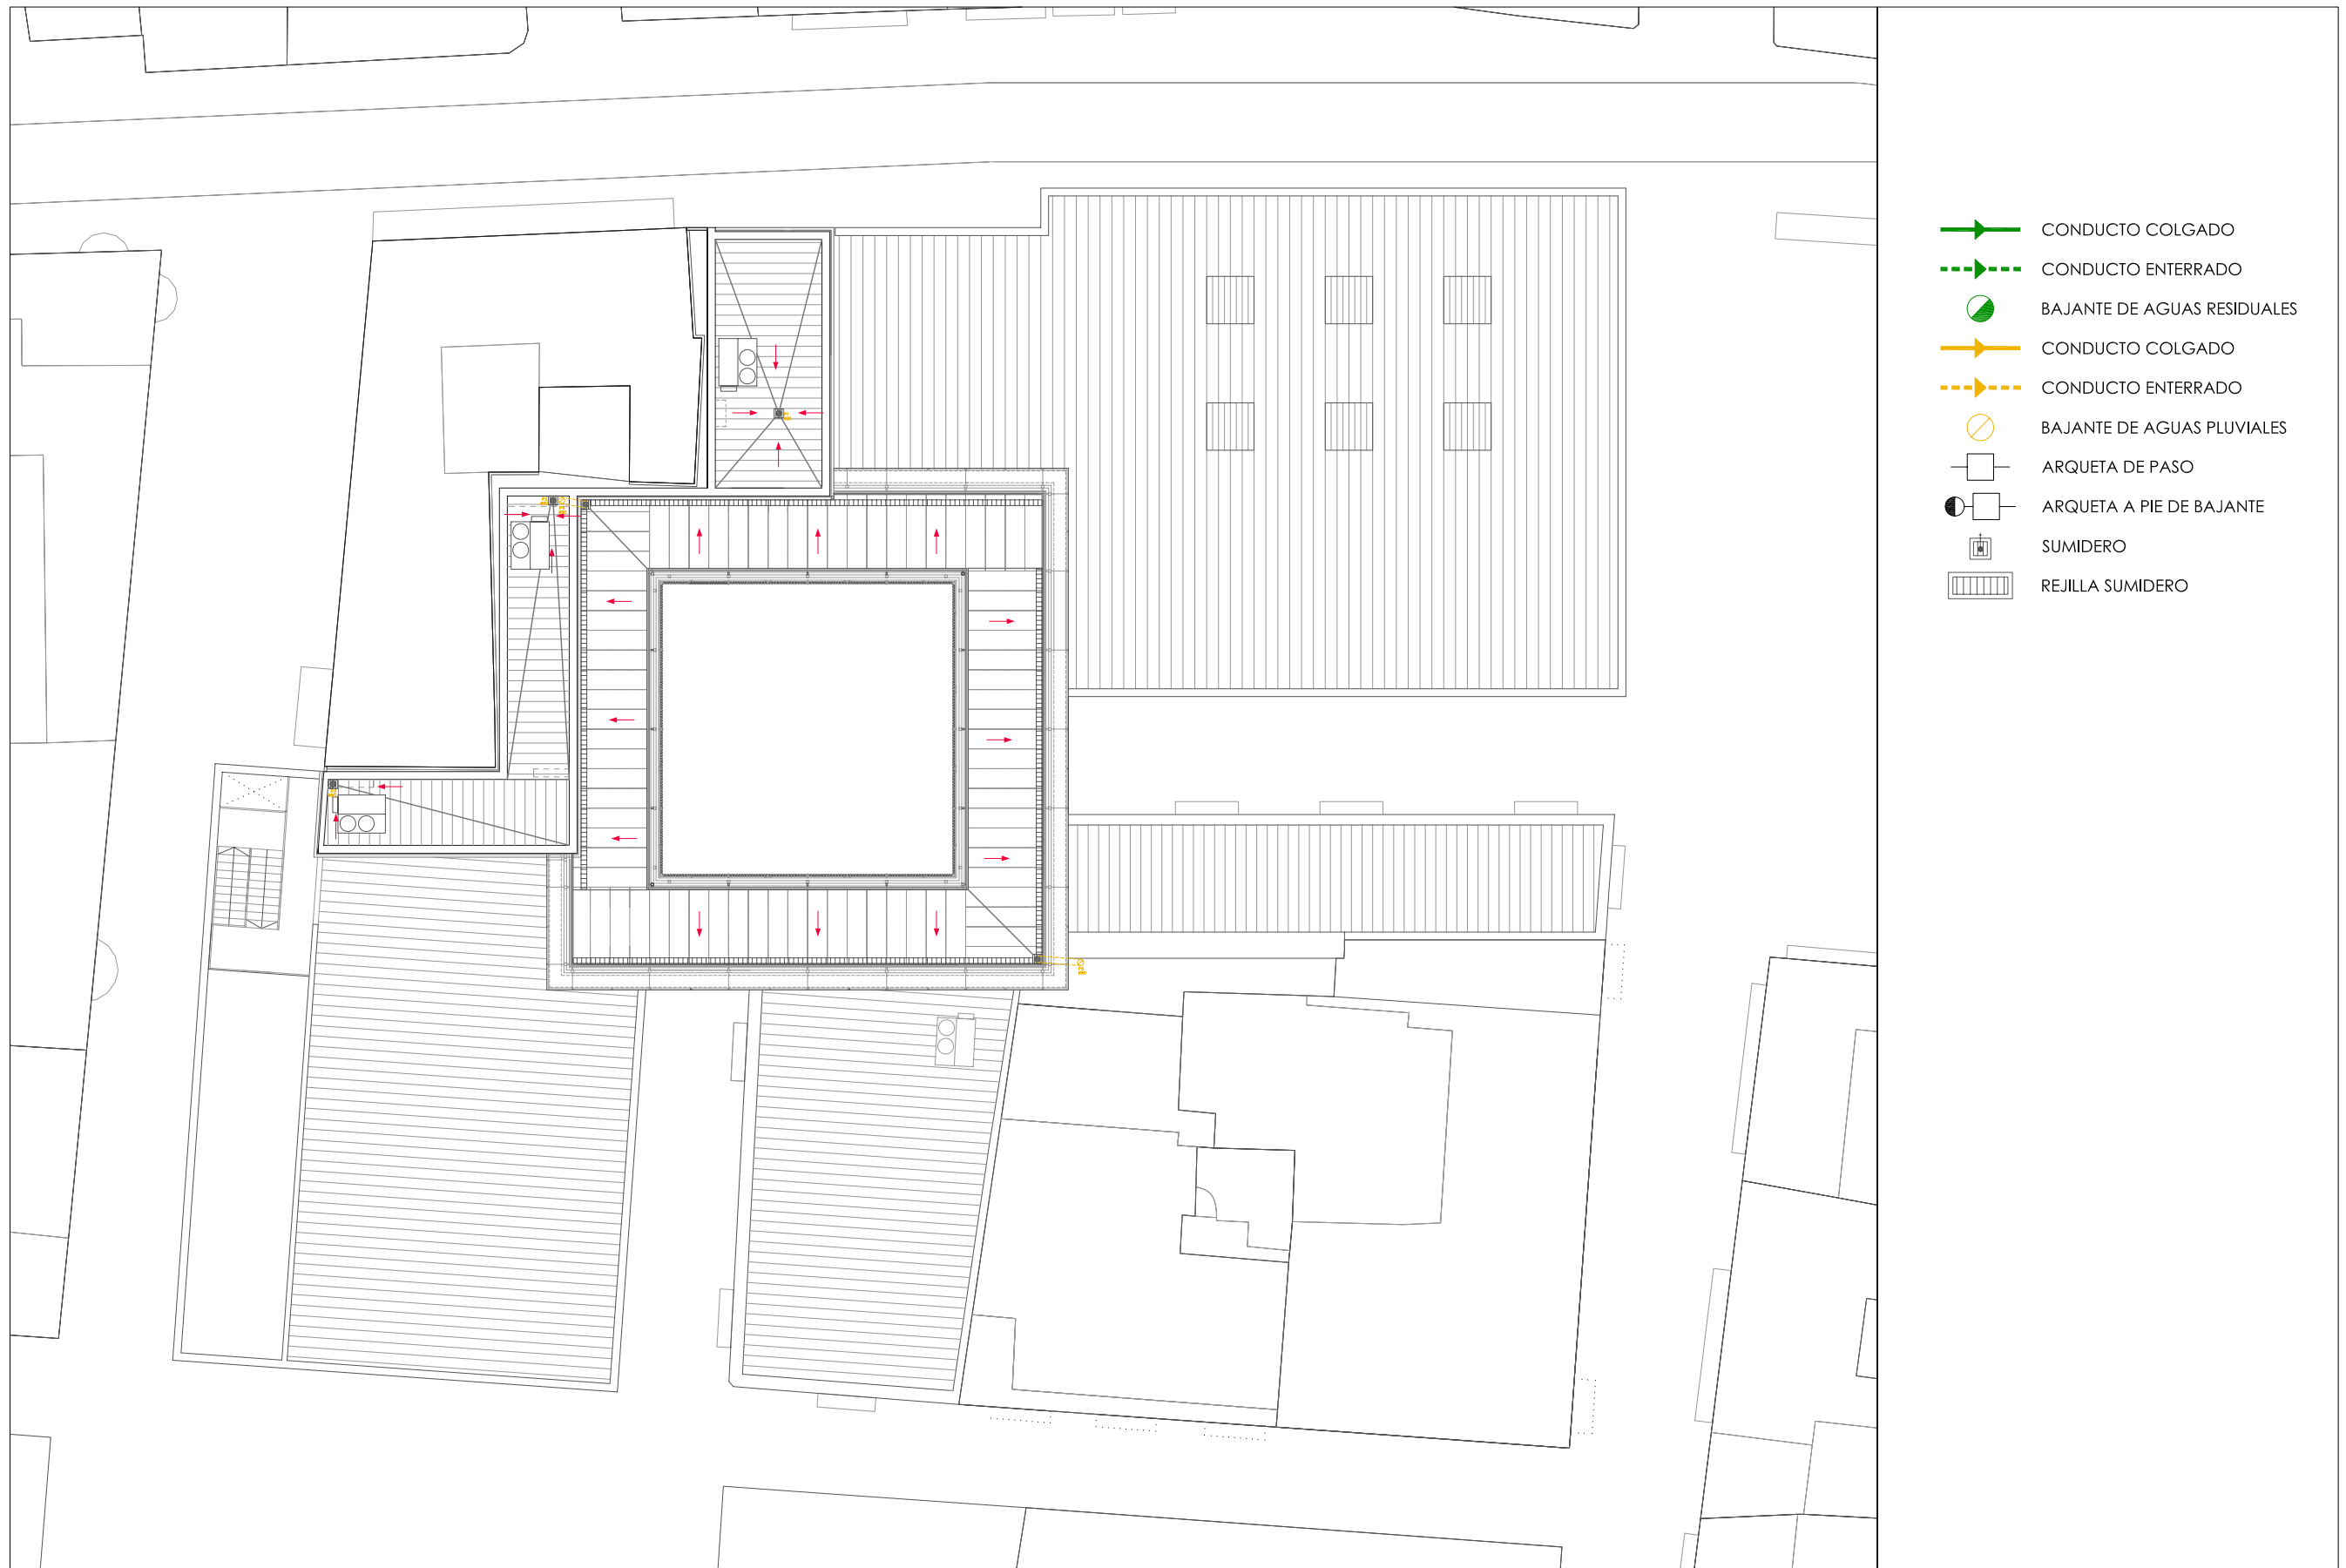 CONDUCTO COLGADO
CONDUCTO ENTERRADO
BAJANTE DE AGUAS RESIDUALES
CONDUCTO COLGADO
CONDUCTO ENTERRADO
BAJANTE DE AGUAS PLUVIALES
ARQUETA DE PASO
ARQUETA A PIE DE BAJANTE
SUMIDERO
REJILLA SUMIDERO